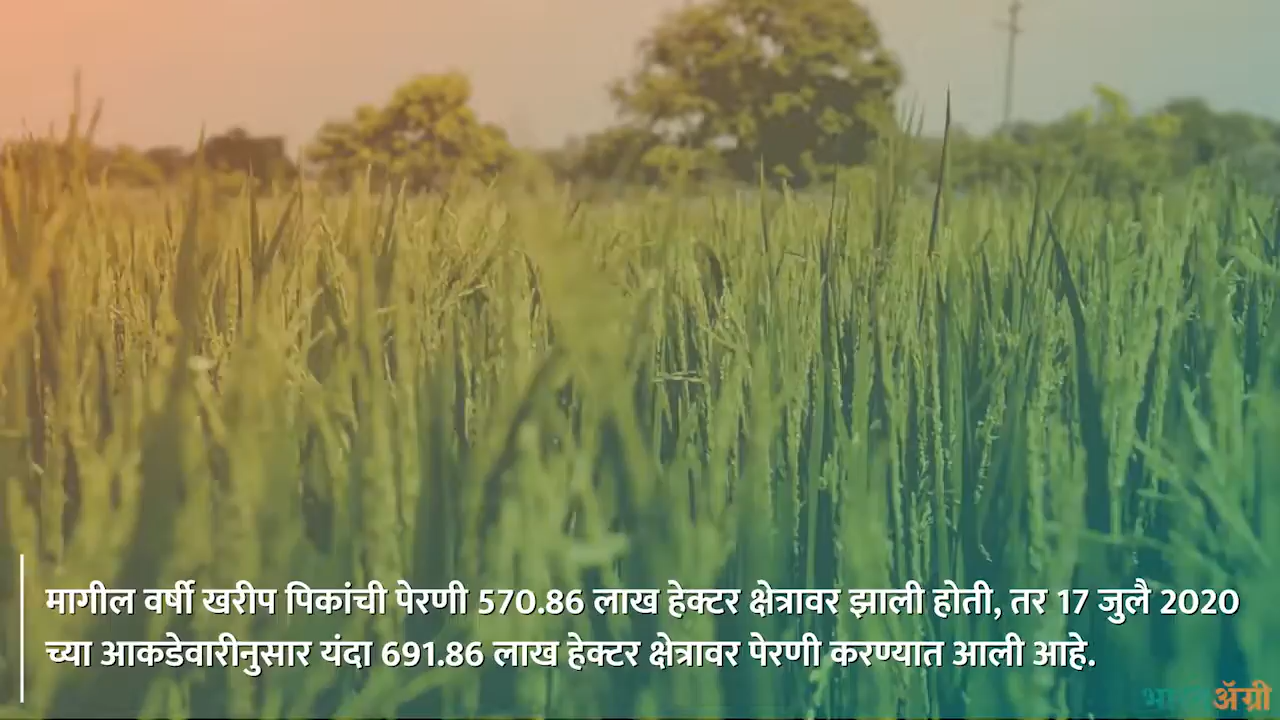 मागील वर्षी खरीप पिकांची पेरणी 570.86 लाख हेक्टर क्षेत्रावर झाली होती, तर 17 जुलै 2020
च्या आकडेवारीनुसार यंदा 691.86 लाख हेक्टर क्षेत्रावर पेरणी करण्यात आली आहे.
ॲग्री